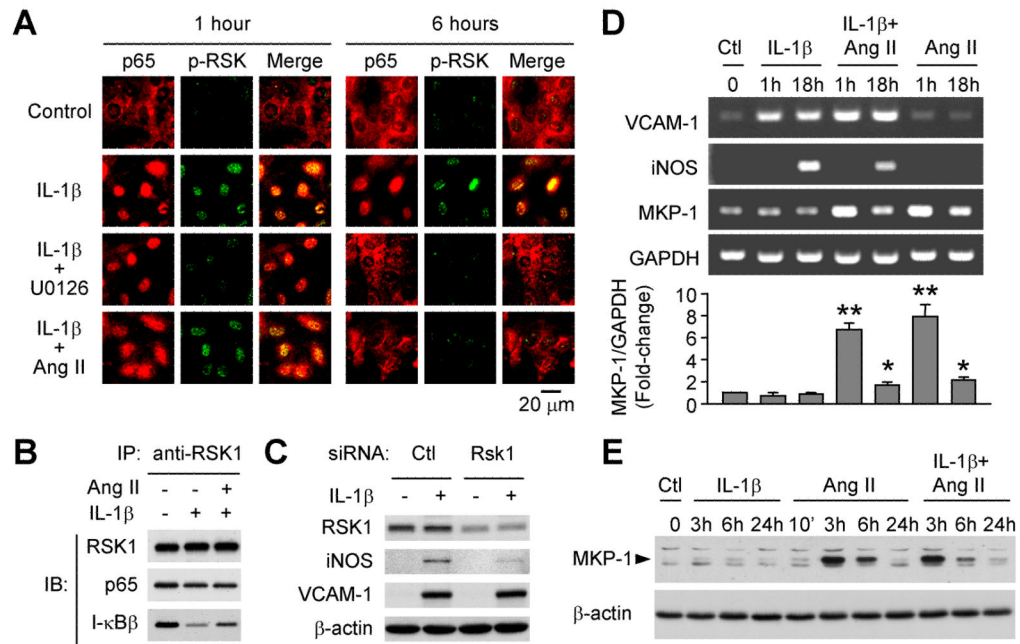 A
1 hour 6 hours
p65 p-RSK Merge p65 p-RSK Merge
Control
IL-1β
IL-1β
+
U0126
IL-1β
+
Ang II
20 μm
B
IP: anti-RSK1
Ang II - - +
IL-1β - + +
IB:
RSK1
p65
I-κBβ
C
siRNA: Ctl Rsk1
IL-1β - + - +
RSK1
iNOS
VCAM-1
β-actin
D
IL-1β+
Ctl IL-1β Ang II Ang II
0 1h 18h 1h 18h 1h 18h
VCAM-1
iNOS
MKP-1
GAPDH
MKP-1/GAPDH
(Fold-change)
10
8
6
4
2
0
** * ** *
E
IL-1β+
Ctl IL-1β Ang II Ang II
0 3h 6h 24h 10' 3h 6h 24h 3h 6h 24h
MKP-1
β-actin